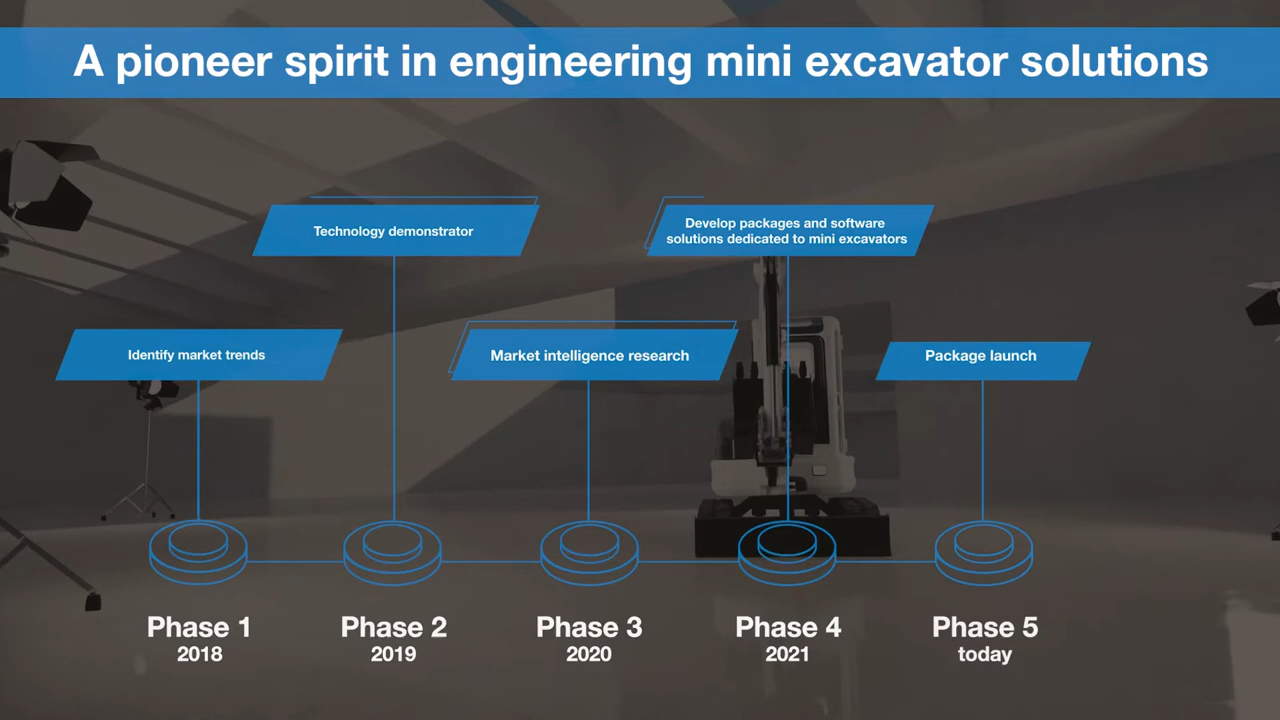 A pioneer spirit in engineering mini excavator solutions
Technology demonstrator
Develop packages and software
solutions dedicated to mini excavators
Identify market trends
Market intelligence research
Package launch
Phase 1
2018
Phase 2
2019
Phase 3
2020
Phase 4
2021
Phase 5
today